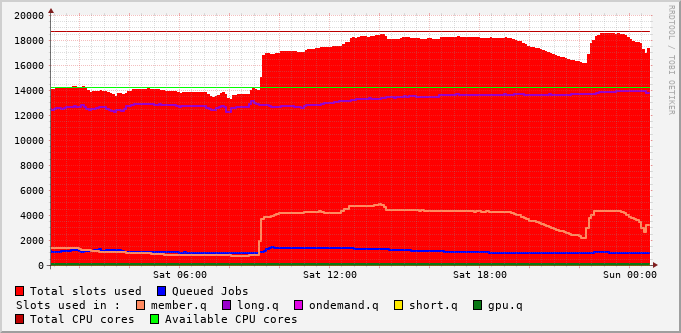 20000
18000
16000
14000
12000
10000
8000
6000
4000
2000
0
Sat 06:00 Sat 12:00 Sat 18:00 Sun 00:00
RRDTOOL / TOBI OETIKER
Total slots used Queued Jobs
Slots used in : member.q long.q ondemand.q short.q gpu.q
Total CPU cores Available CPU cores